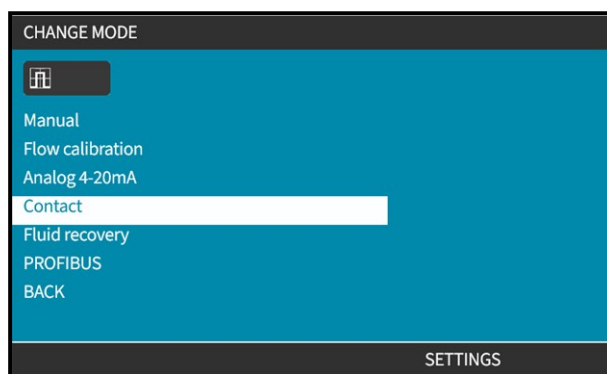 CHANGE MODE
Manual
Flow calibration
Analog 4-20mA
Contact
Fluid recovery
PROFIBUS
BACK
SETTINGS